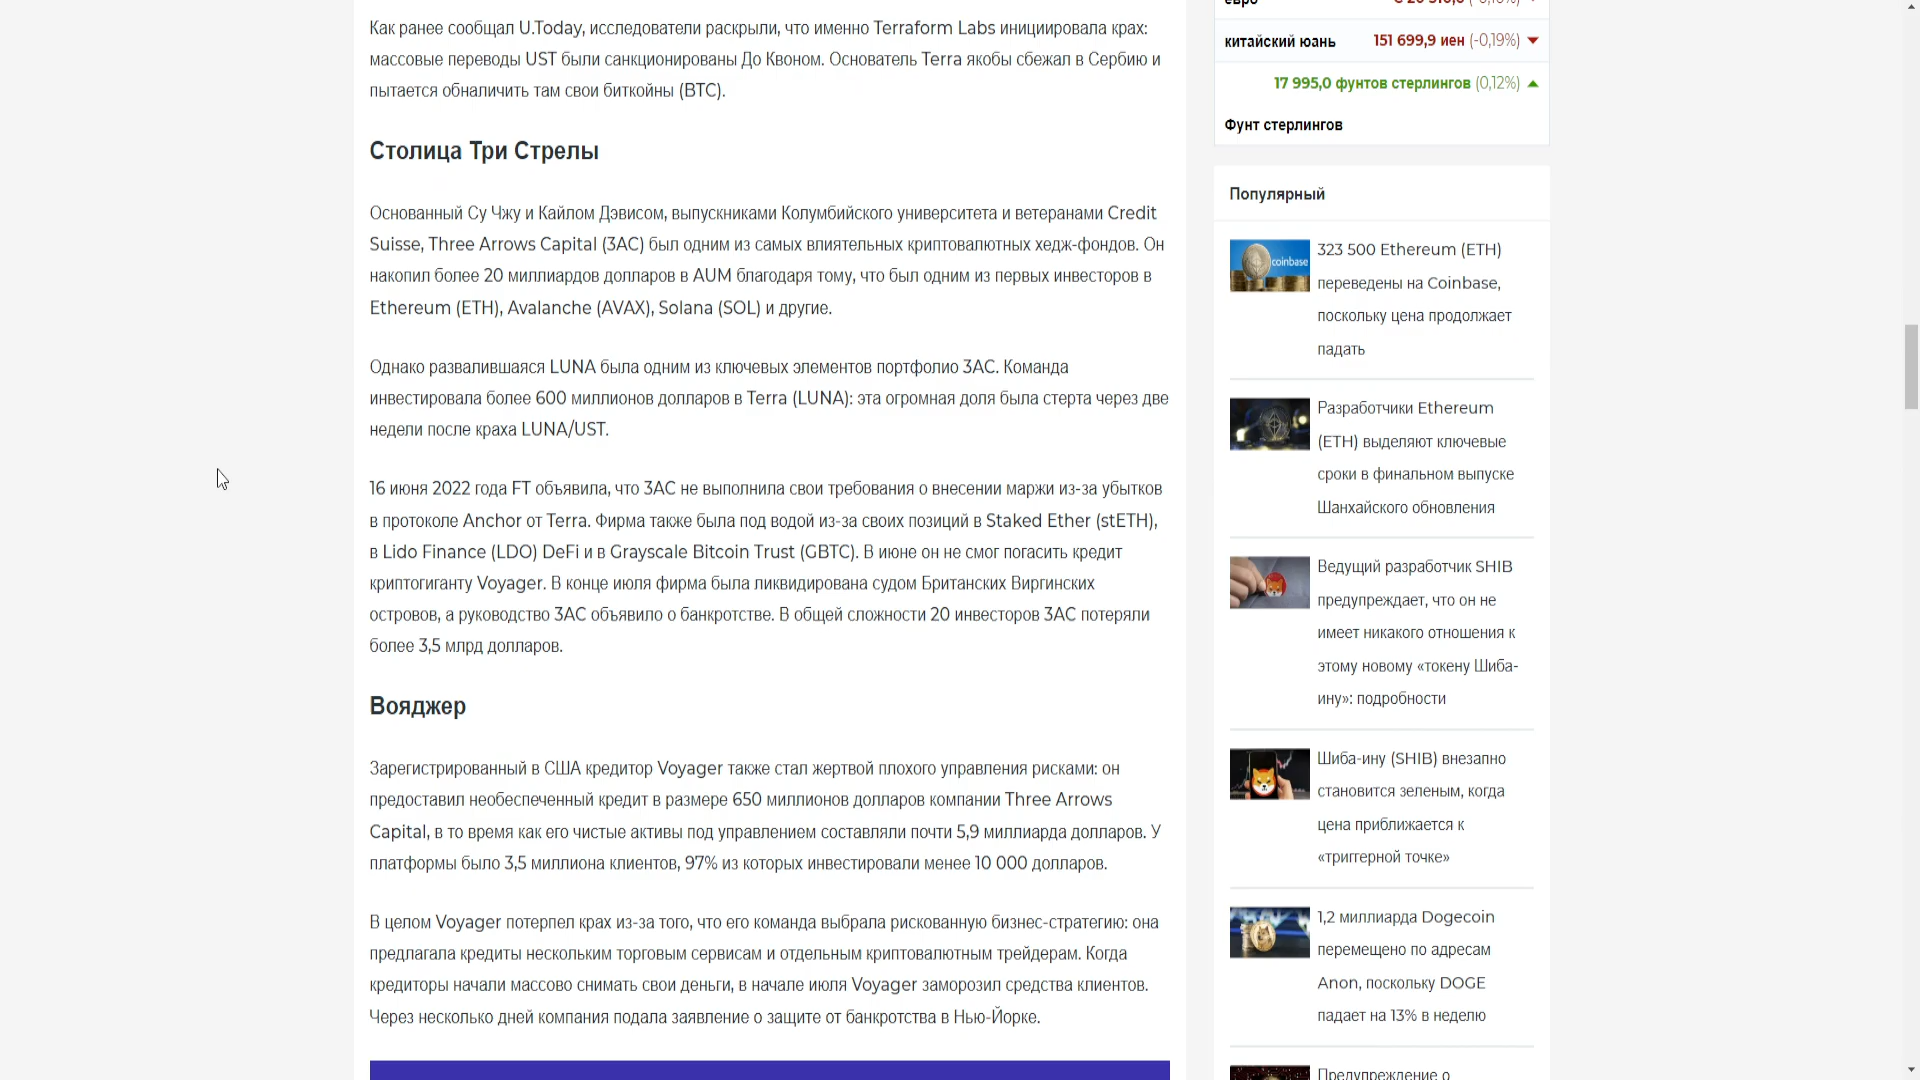 Как ранее сообщал U.Today, исследователи раскрыли, что именно Terraform Labs инициировала крах:
массовые переводы UST были санкционированы До Квоном. Основатель Terra якобы сбежал в Сербию и
пытается обналичить там свои биткойны (BTC).
Столица Три Стрелы
Основанный Су Чжу и Кайлом Дэвисом, выпускниками Колумбийского университета и ветеранами Credit
Suisse, Three Arrows Capital (3AC) был одним из самых влиятельных криптовалютных хедж-фондов. Он
накопил более 20 миллиардов долларов в AUM благодаря тому, что был одним из первых инвесторов в
Ethereum (ETH), Avalanche (AVAX), Solana (SOL) и другие.
Однако развалившаяся LUNA была одним из ключевых элементов портфолио 3AC. Команда
инвестировала более 600 миллионов долларов в Terra (LUNA): эта огромная доля была стерта через две
недели после краха LUNA/UST.
16 июня 2022 года FT объявила, что 3AC не выполнила свои требования о внесении маржи из-за убытков
в протоколе Anchor от Terra. Фирма также была под водой из-за своих позиций в Staked Ether (stETH),
в Lido Finance (LDO) DeFi и в Grayscale Bitcoin Trust (GBTC). В июне он не смог погасить кредит
криптогиганту Voyager. В конце июля фирма была ликвидирована судом Британских Виргинских
островов, а руководство 3AC объявило о банкротстве. В общей сложности 20 инвесторов 3AC потеряли
более 3,5 млрд долларов.
Вояджер
Зарегистрированный в США кредитор Voyager также стал жертвой плохого управления рисками: он
предоставил необеспеченный кредит в размере 650 миллионов долларов компании Three Arrows
Capital, в то время как его чистые активы под управлением составляли почти 5,9 миллиарда долларов. У
платформы было 3,5 миллиона клиентов, 97% из которых инвестировали менее 10 000 долларов.
В целом Voyager потерпел крах из-за того, что его команда выбрала рискованную бизнес-стратегию: она
предлагала кредиты нескольким торговым сервисам и отдельным криптовалютным трейдерам. Когда
кредиторы начали массово снимать свои деньги, в начале июля Voyager заморозил средства клиентов.
Через несколько дней компания подала заявление о защите от банкротства в Нью-Йорке.
евро
китайский юань 151 699,9 иен (-0,19%)
17 995,0 фунтов стерлингов (0,12%)
Фунт стерлингов
Популярный
coinbase
323 500 Ethereum (ETH)
переведены на Coinbase,
поскольку цена продолжает
падать
Разработчики Ethereum
(ETH) выделяют ключевые
сроки в финальном выпуске
Шанхайского обновления
Ведущий разработчик SHIB
предупреждает, что он не
имеет никакого отношения к
этому новому «токену Шиба-
ину»: подробности
Шиба-ину (SHIB) внезапно
становится зеленым, когда
цена приближается к
«триггерной точке»
1,2 миллиарда Dogecoin
перемещено по адресам
Anon, поскольку DOGE
падает на 13% в неделю
Предупреждение о